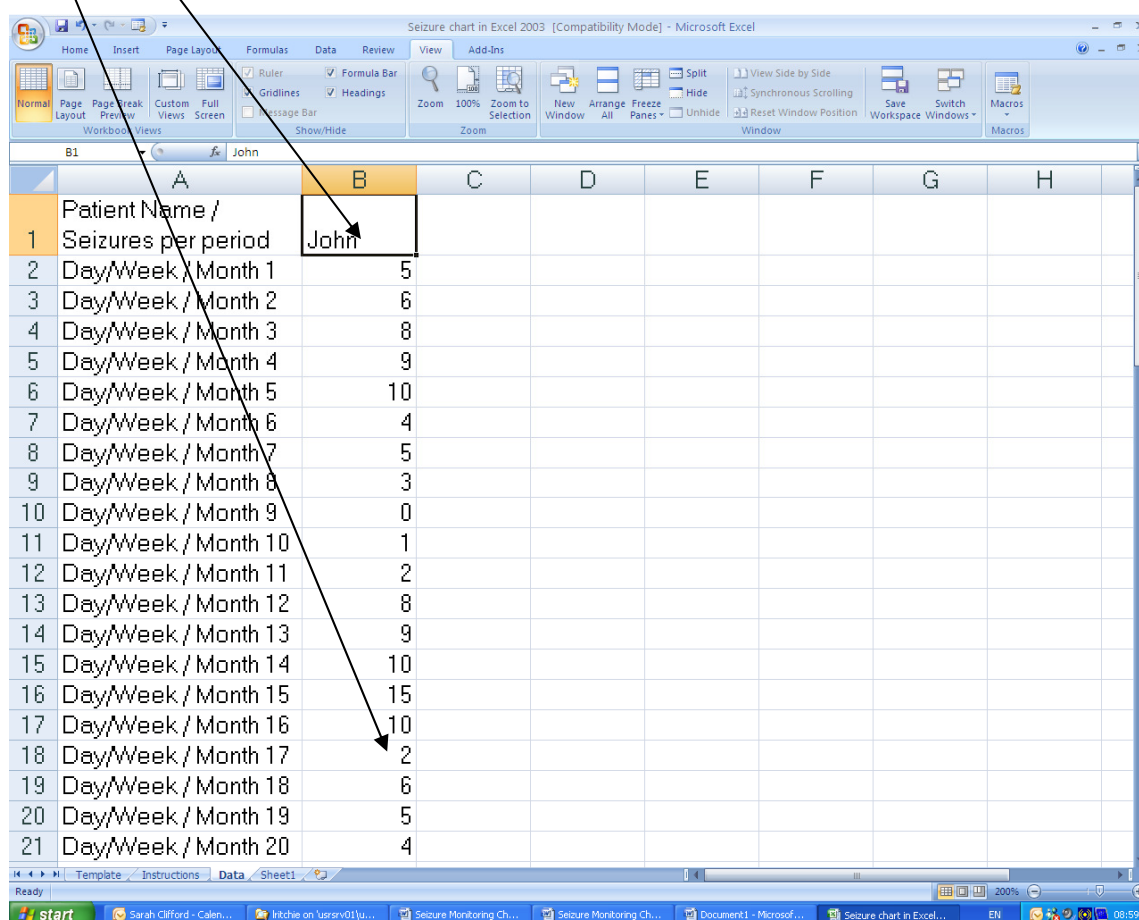 Seizure chart in Excel 2003 [Compatibility Mode] - Microsoft Excel
Home Insert Page Layout Formulas Data Review View Add-Ins
Normal Page Layout Page Break Preview Custom Views Full Screen
Workbook Views
Ruler Formula Bar
Gridlines Headings
Message Bar
Show/Hide
Zoom 100% Zoom to Selection
Zoom
New Window Arrange All Freeze Panes
Split
Hide
Unhide
View Side by Side
Synchronous Scrolling
Reset Window Position
Window
Save Workspace Switch Windows
Macros
Macros
B1 fx John
A B C D E F G H
Patient Name /
1 Seizures per period John
2 Day/Week / Month 1 5
3 Day/Week / Month 2 6
4 Day/Week / Month 3 8
5 Day/Week / Month 4 9
6 Day/Week / Month 5 10
7 Day/Week / Month 6 4
8 Day/Week / Month 7 5
9 Day/Week / Month 8 3
10 Day/Week / Month 9 0
11 Day/Week / Month 10 1
12 Day/Week / Month 11 2
13 Day/Week / Month 12 8
14 Day/Week / Month 13 9
15 Day/Week / Month 14 10
16 Day/Week / Month 15 15
17 Day/Week / Month 16 10
18 Day/Week / Month 17 2
19 Day/Week / Month 18 6
20 Day/Week / Month 19 5
21 Day/Week / Month 20 4
Template Instructions Data Sheet1
Ready 200%
start Sarah Clifford - Calen... lritchie on 'usrsrv01\u... Seizure Monitoring Ch... Seizure Monitoring Ch... Document1 - Microsof... Seizure chart in Excel... EN 08:59